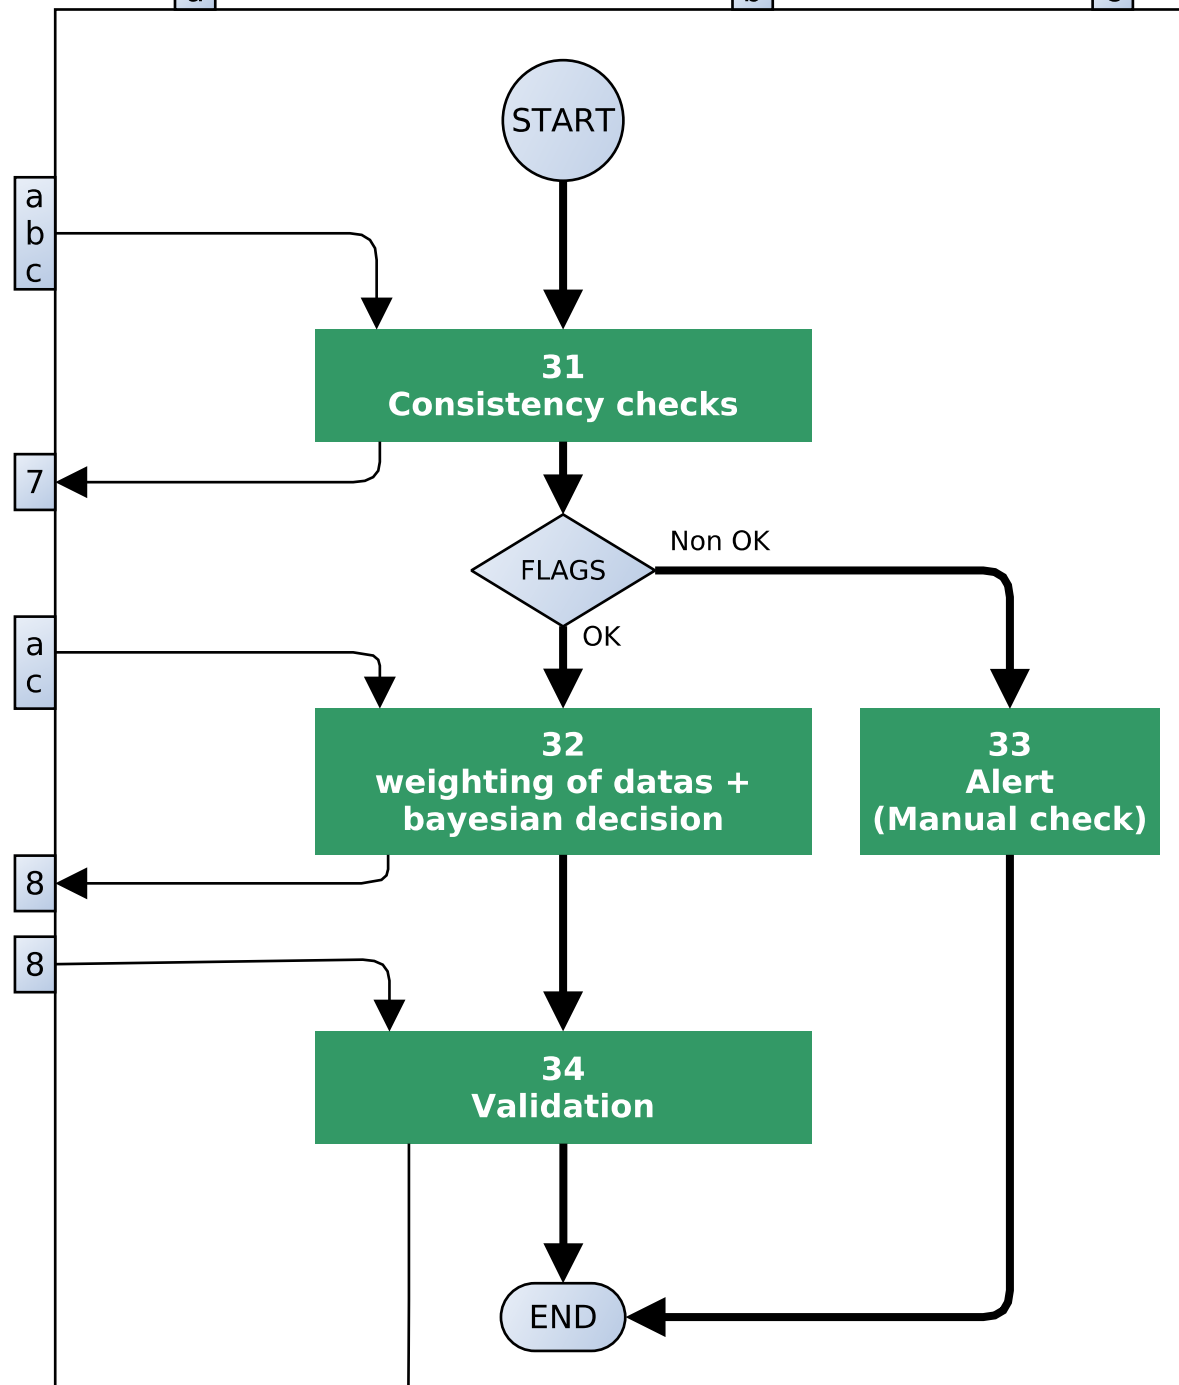 START
a
b
c
31
Consistency checks
7
FLAGS
Non OK
OK
a
c
32
weighting of datas +
bayesian decision
33
Alert
(Manual check)
8
8
34
Validation
END